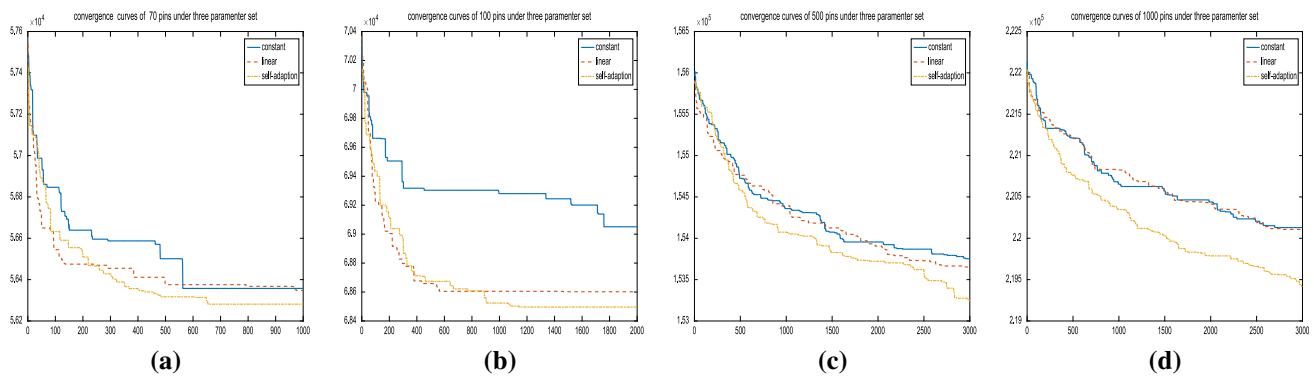 convergence curves of 70 pins under three paramenter set
×10⁴
5,76
5,74
5,72
5,7
5,68
5,66
5,64
5,62
0 100 200 300 400 500 600 700 800 900 1000
constant
linear
self-adaption
(a)
convergence curves of 100 pins under three paramenter set
×10⁴
7,04
7,02
7
6,98
6,96
6,94
6,92
6,9
6,88
6,86
6,84
0 200 400 600 800 1000 1200 1400 1600 1800 2000
constant
linear
self-adaption
(b)
convergence curves of 500 pins under three paramenter set
×10⁵
1,565
1,56
1,555
1,55
1,545
1,54
1,535
1,53
0 500 1000 1500 2000 2500 3000
constant
linear
self-adaption
(c)
convergence curves of 1000 pins under three paramenter set
×10⁵
2,225
2,22
2,215
2,21
2,205
2,2
2,195
2,19
0 500 1000 1500 2000 2500 3000
constant
linear
self-adaption
(d)